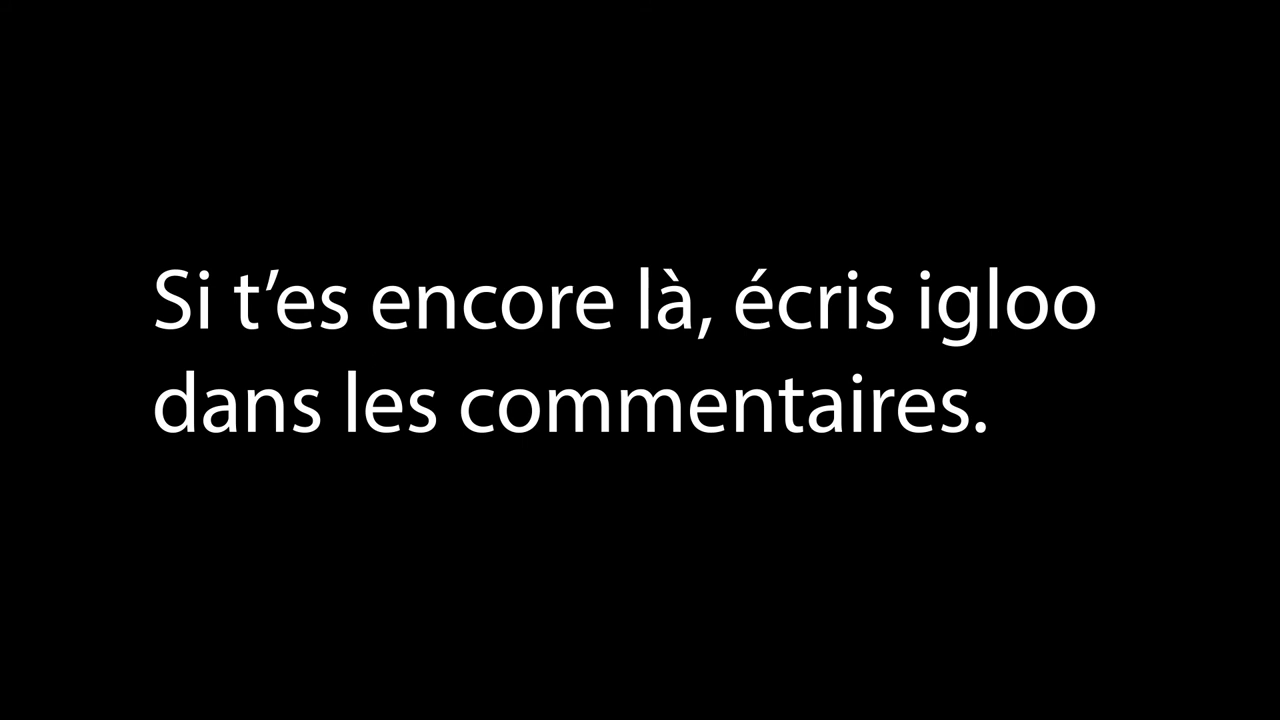 Si t’es encore là, écris igloo
dans les commentaires.